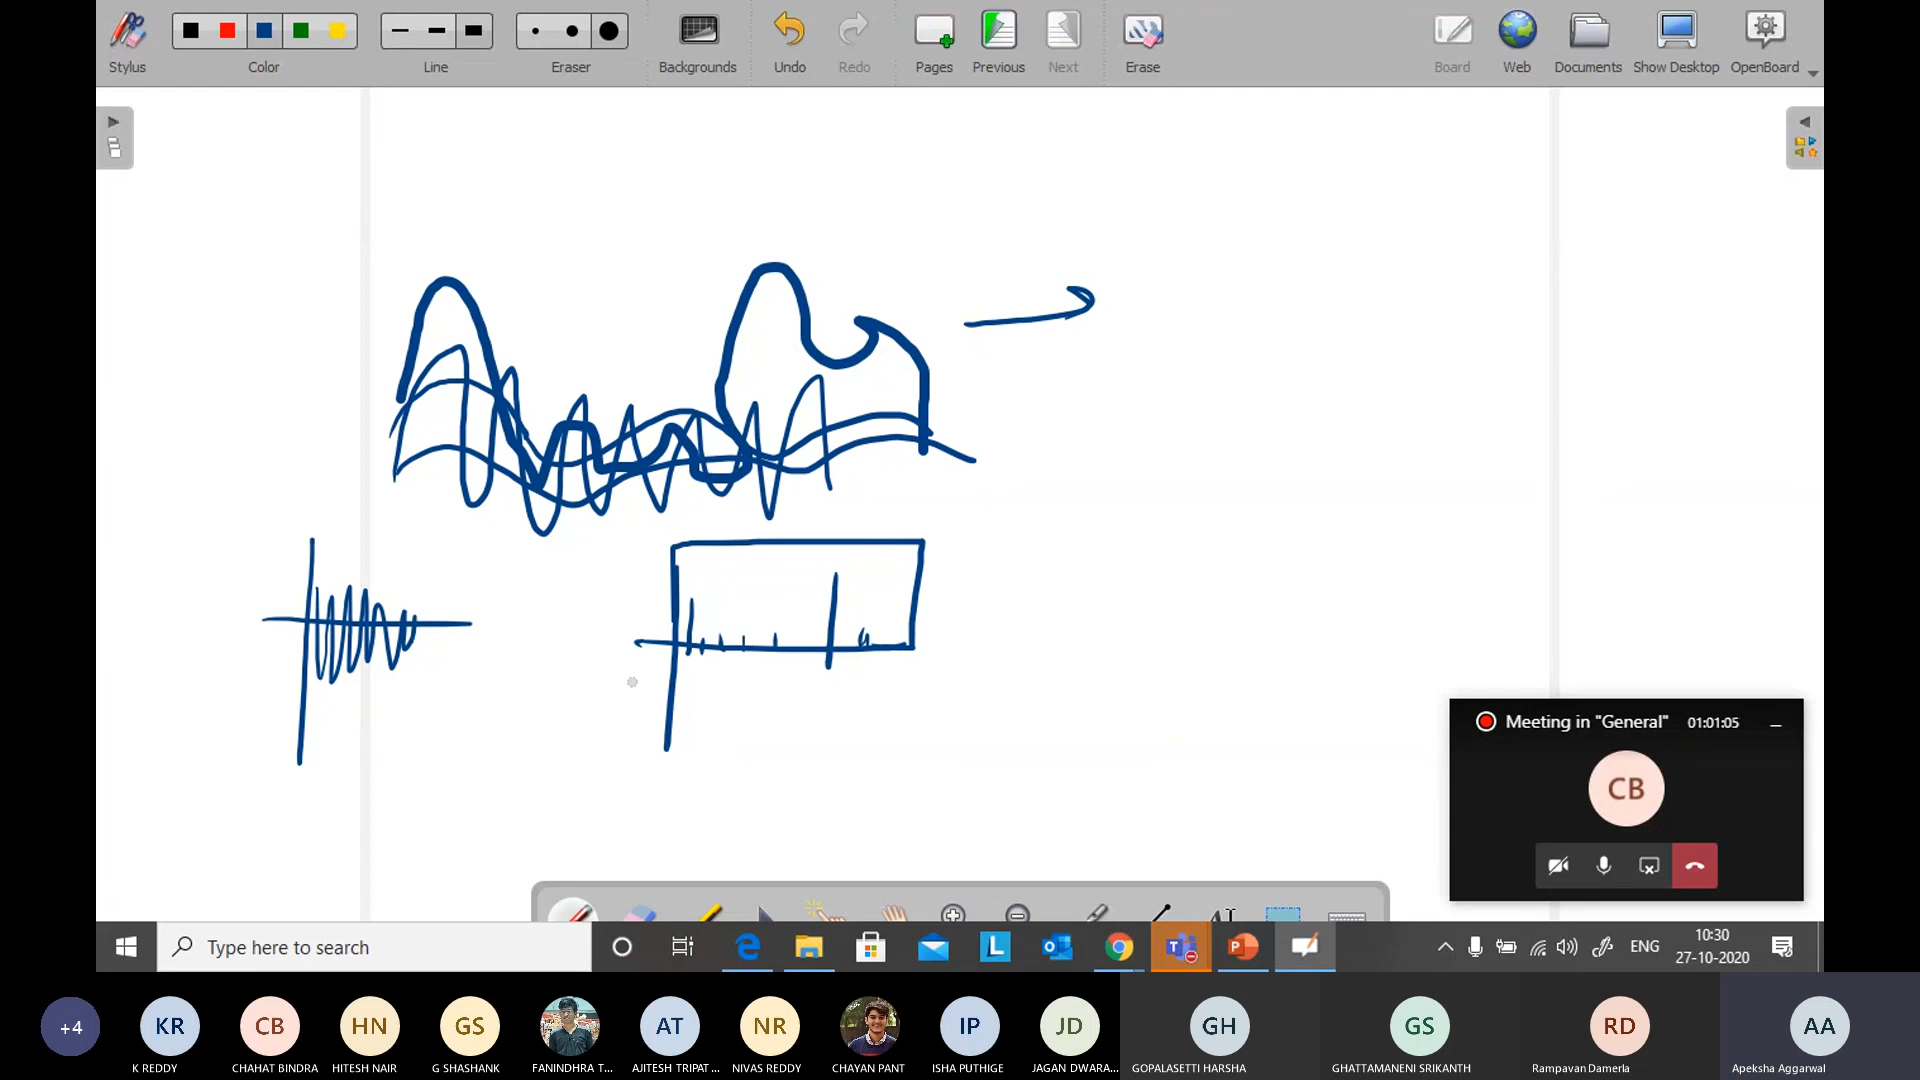 Stylus
Color
Line
Eraser
Backgrounds
Undo
Redo
Pages
Previous
Next
Erase
Board
Web
Documents
Show Desktop
OpenBoard
Meeting in "General" 01:01:05
CB
Type here to search
ENG
10:30
27-10-2020
+4
KR
CB
HN
GS
AT
NR
IP
JD
GH
GS
RD
AA
K REDDY
CHAHAT BINDRA
HITESH NAIR
G SHASHANK
FANINDHRA T...
AJITESH TRIPAT...
NIVAS REDDY
CHAYAN PANT
ISHA PUTHIGE
JAGAN DWARA...
GOPALASETTI HARSHA
GHATTAMANENI SRIKANTH
Rampavan Damerla
Apeksha Aggarwal